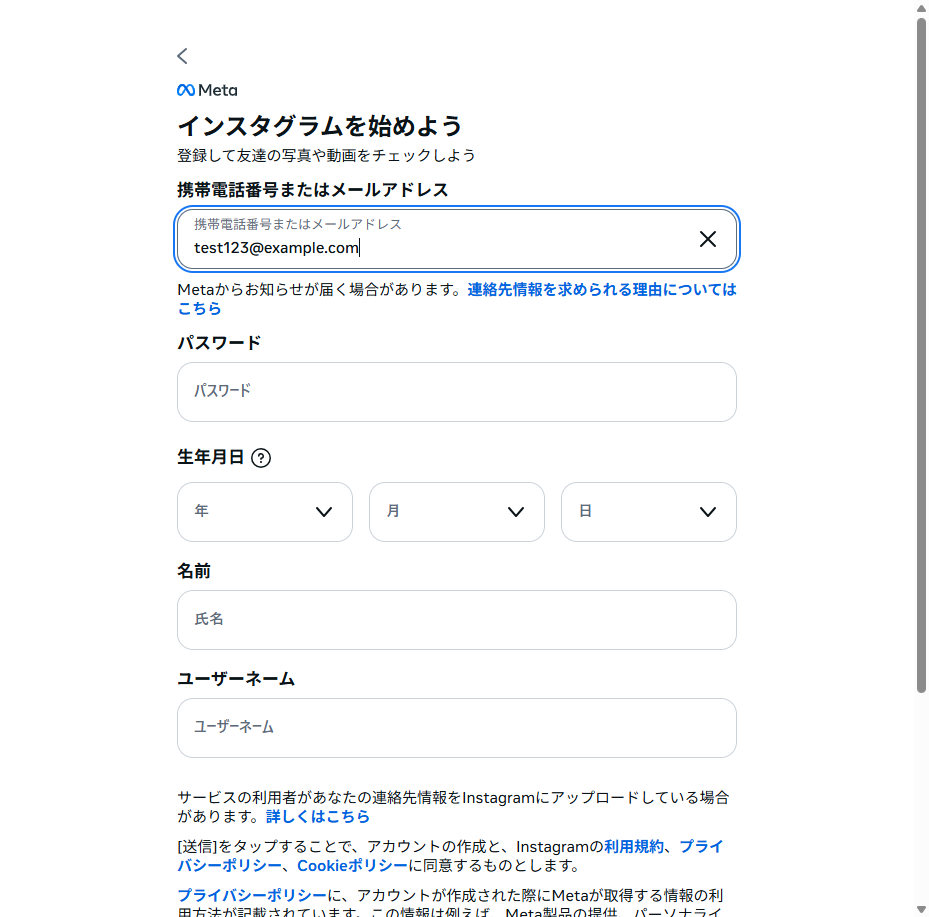 Meta
インスタグラムを始めよう
登録して友達の写真や動画をチェックしよう
携帯電話番号またはメールアドレス
携帯電話番号またはメールアドレス
test123@example.com
Metaからお知らせが届く場合があります。連絡先情報を求められる理由については
こちら
パスワード
パスワード
生年月日 ?
年 月 日
名前
氏名
ユーザーネーム
ユーザーネーム
サービスの利用者があなたの連絡先情報をInstagramにアップロードしている場合
があります。詳しくはこちら
[送信]をタップすることで、アカウントの作成と、Instagramの利用規約、プライ
バシーポリシー、Cookieポリシーに同意するものとします。
プライバシーポリシーに、アカウントが作成された際にMetaが取得する情報の利
用方法が記載されています。この情報は例えば、Meta製品の提供、パーソナライ